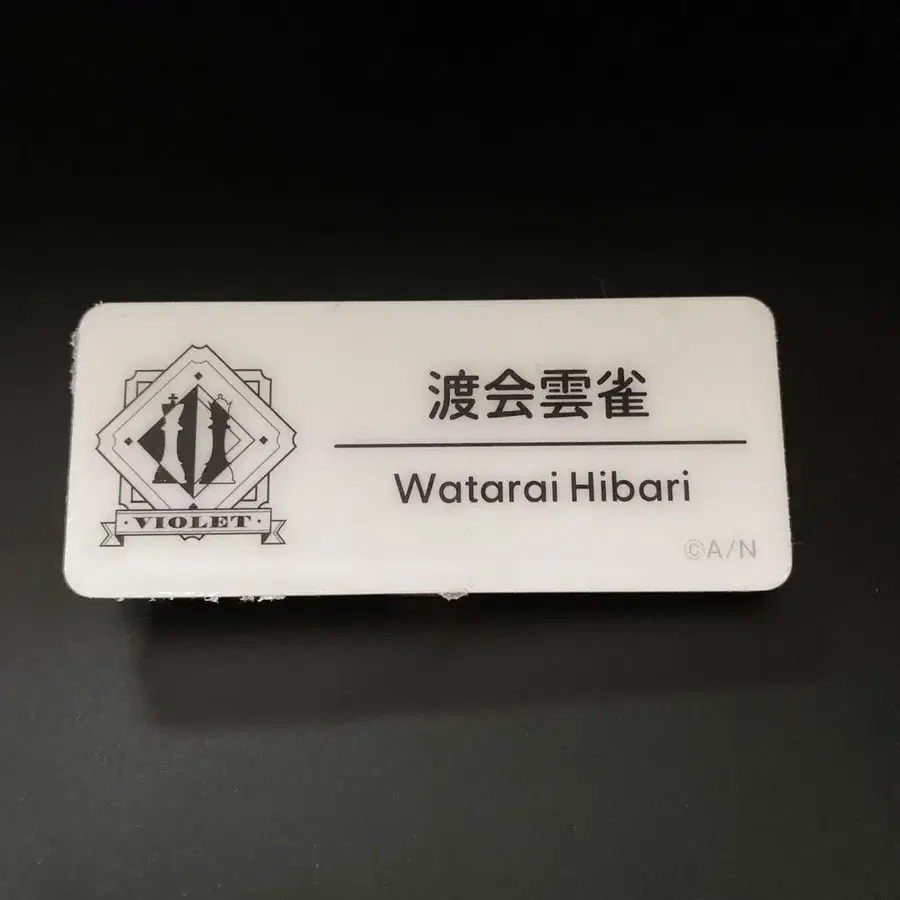 渡会雲雀
Watarai Hibari
·VIOLET·
©A/N